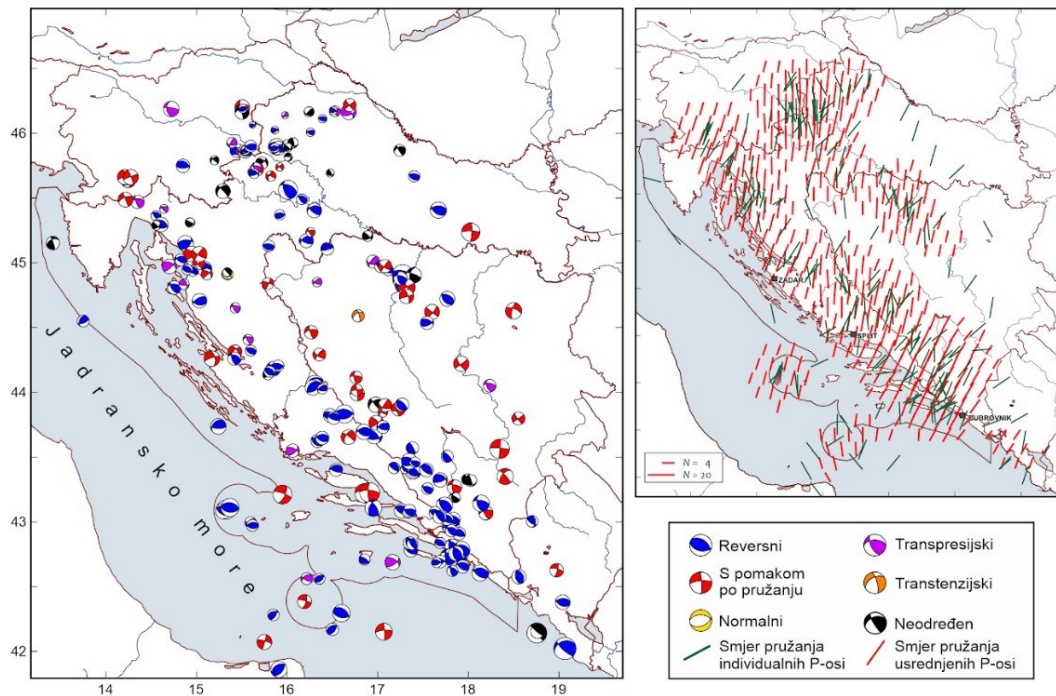 46
45
44
43
42
14
15
16
17
18
19
Jadransko more
ZADAR
SPLIT
DUBROVNIK
N = 4
N = 20
Reversni
S pomakom
po pružanju
Normalni
Smjer pružanja
individualnih P-osi
Transpresijski
Transtenzijski
Neodređen
Smjer pružanja
usrednjenih P-osi